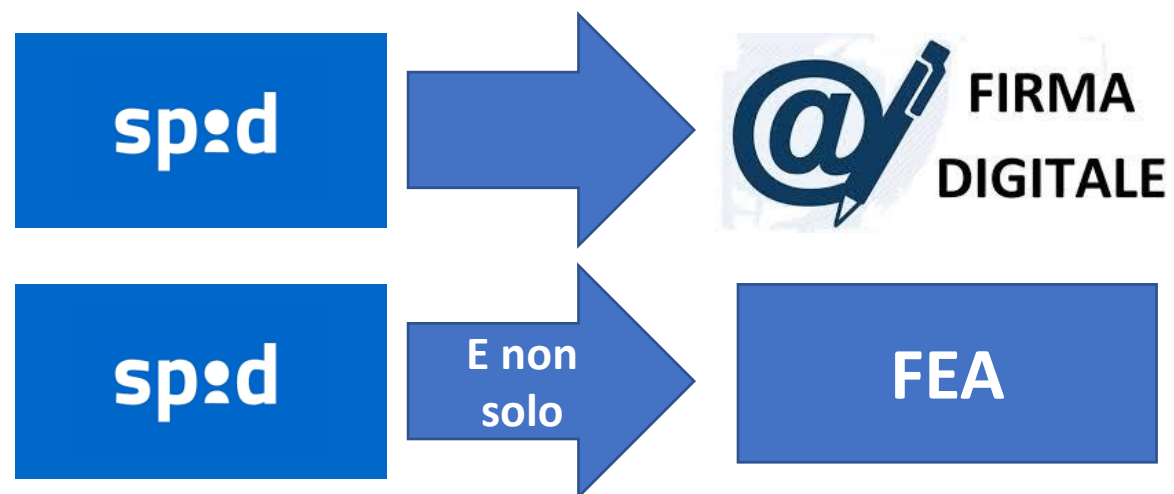 spid
FIRMA
DIGITALE
spid
E non
solo
FEA